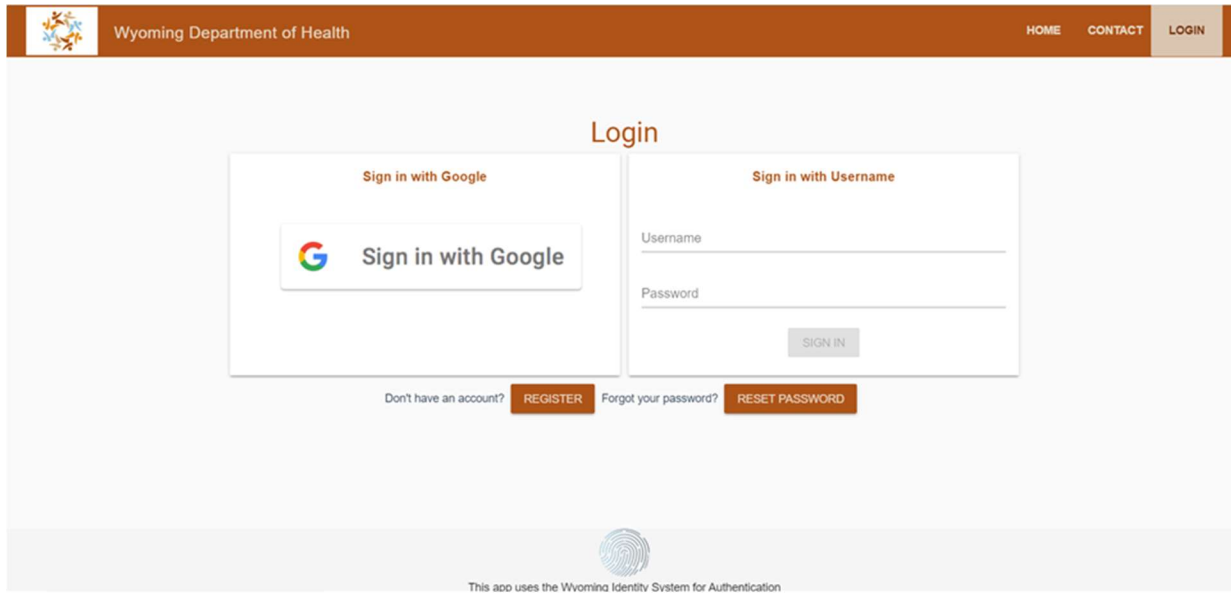 Wyoming Department of Health
HOME CONTACT LOGIN
Login
Sign in with Google
Sign in with Google
Sign in with Username
Username
Password
SIGN IN
Don't have an account? REGISTER Forgot your password? RESET PASSWORD
This app uses the Wyoming Identity System for Authentication